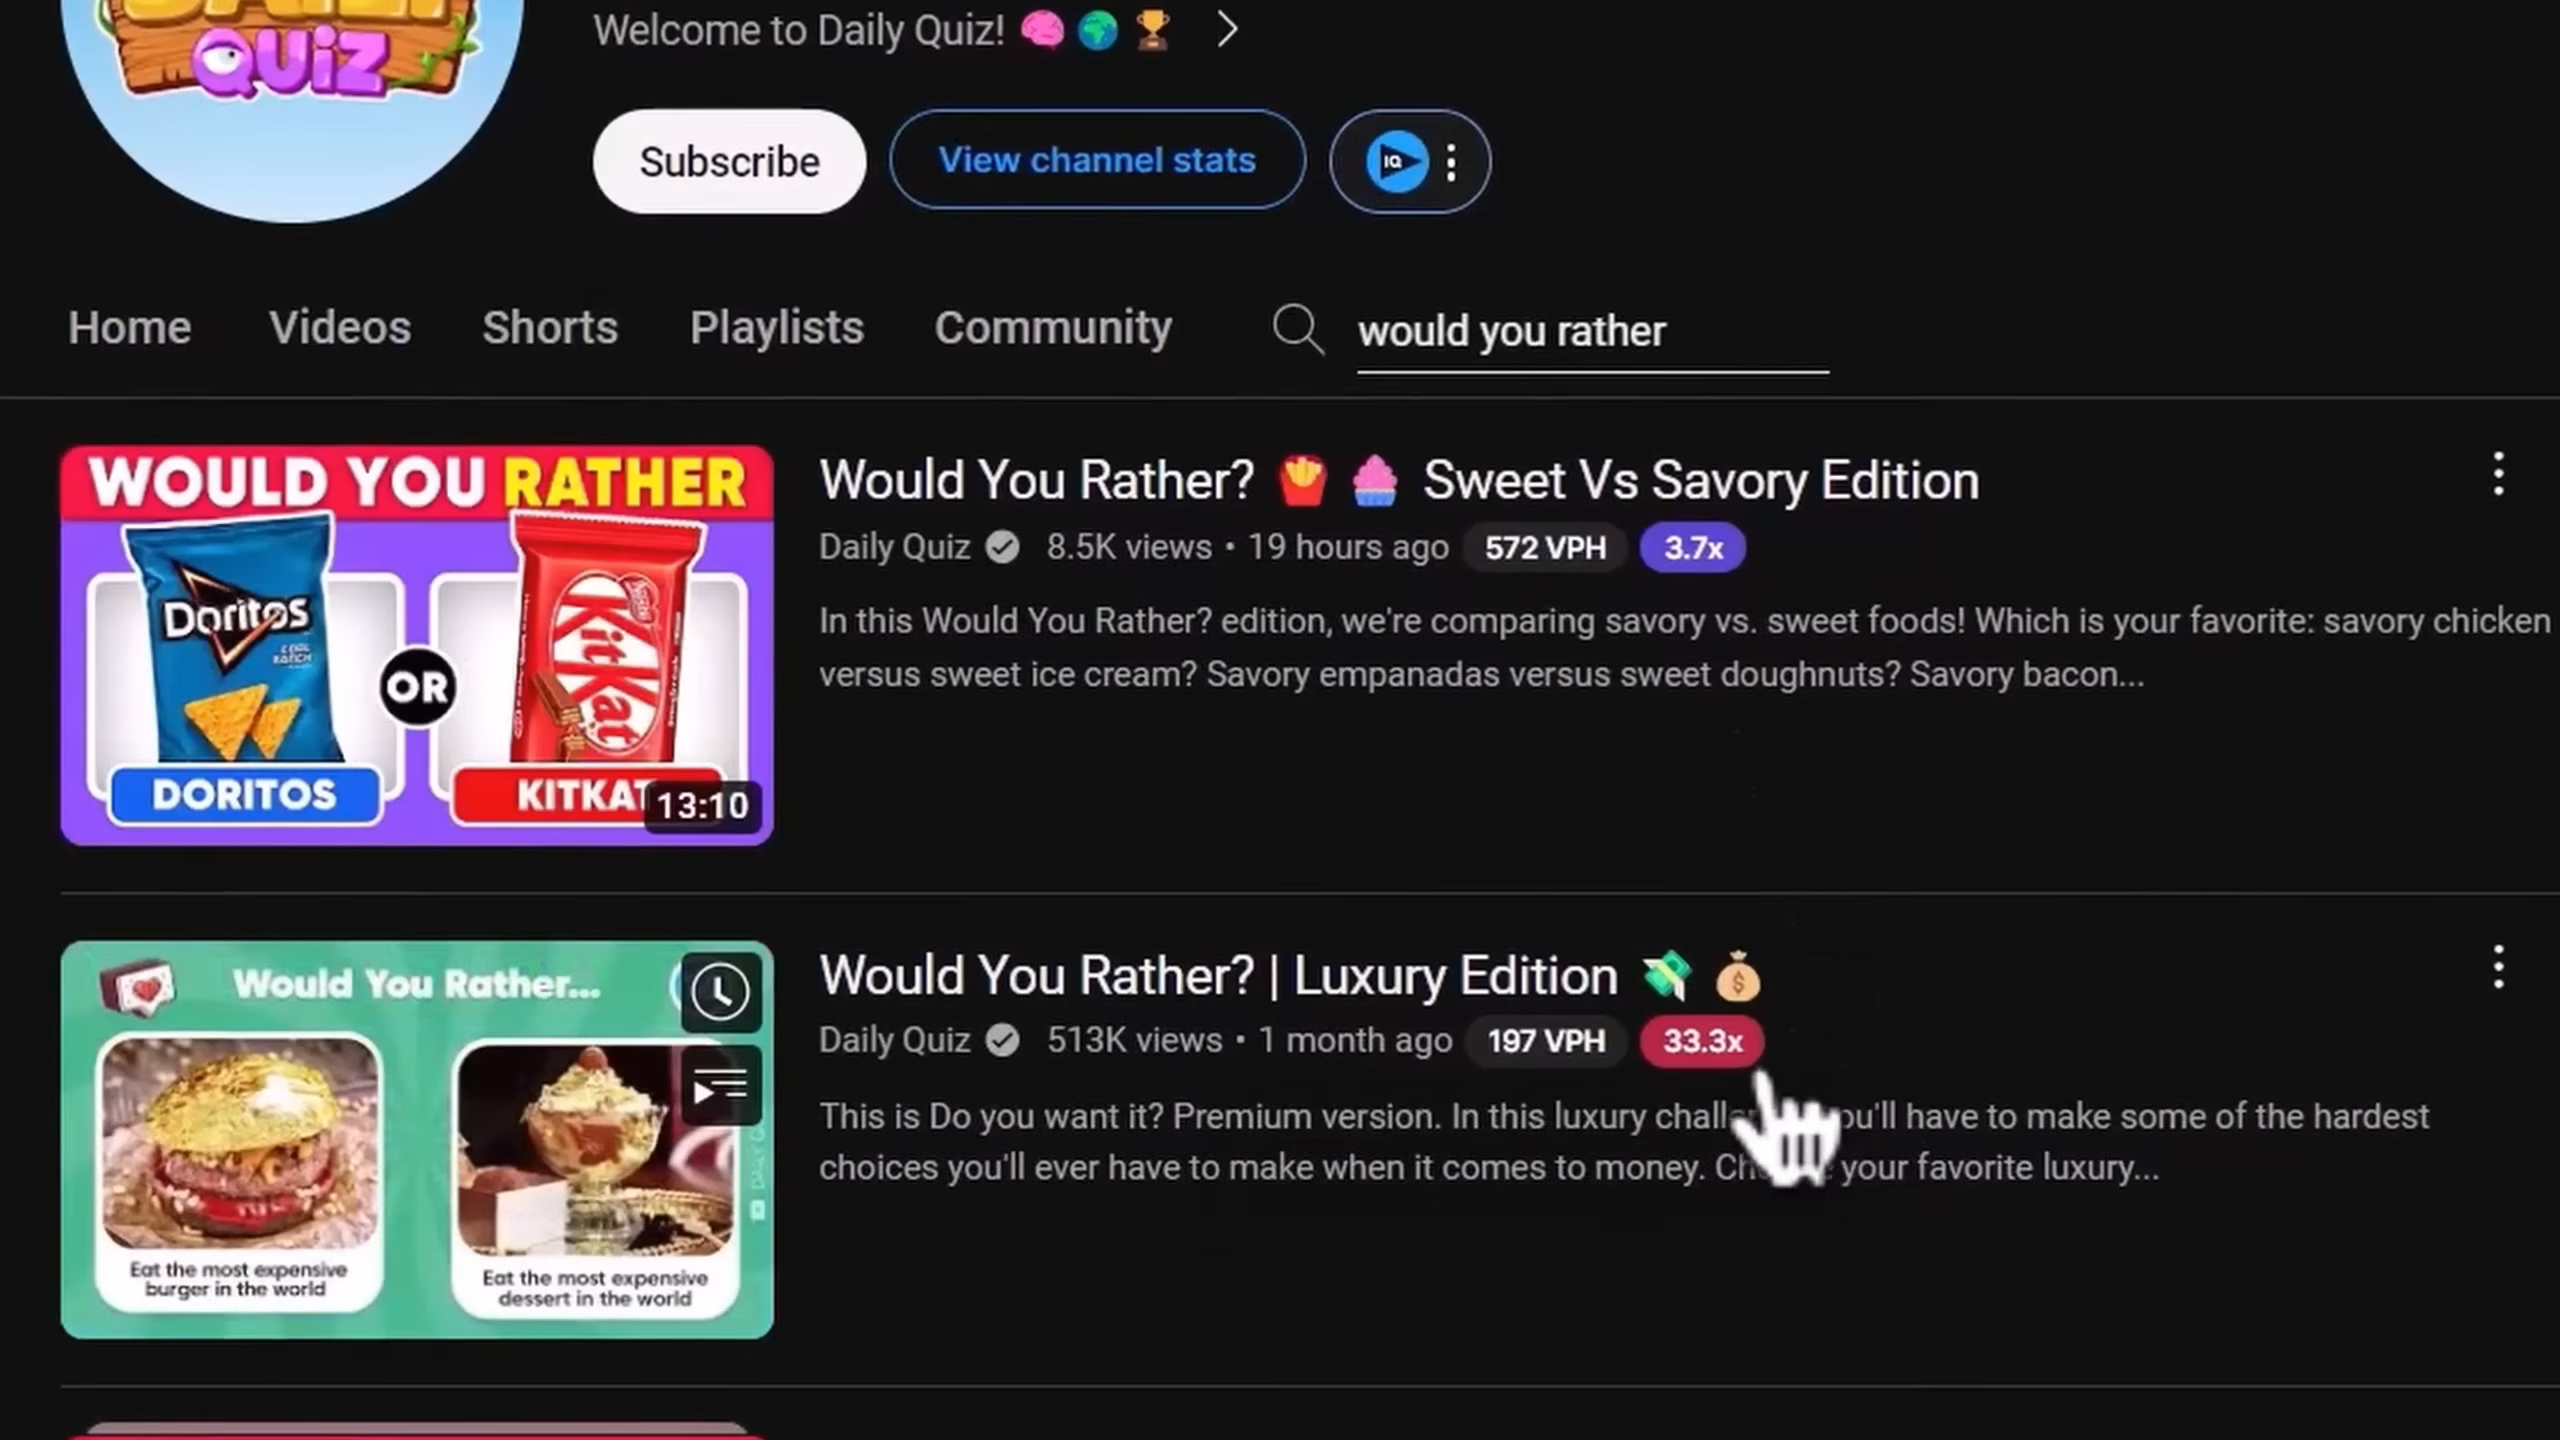 QUiZ
Welcome to Daily Quiz! 🧠 🌍 🏆
Subscribe
View channel stats
IQ
Home
Videos
Shorts
Playlists
Community
would you rather
WOULD YOU RATHER
Doritos
COOL
RANCH
Nestle
KitKat
OR
DORITOS
KITKAT
13:10
Would You Rather? 🍟 🧁 Sweet Vs Savory Edition
Daily Quiz 8.5K views • 19 hours ago 572 VPH 3.7x
In this Would You Rather? edition, we're comparing savory vs. sweet foods! Which is your favorite: savory chicken
versus sweet ice cream? Savory empanadas versus sweet doughnuts? Savory bacon...
Would You Rather...
Eat the most expensive
burger in the world
Eat the most expensive
dessert in the world
Would You Rather? | Luxury Edition 💸 💰
Daily Quiz 513K views • 1 month ago 197 VPH 33.3x
This is Do you want it? Premium version. In this luxury ou'll have to make some of the hardest
choices you'll ever have to make when it comes to money. your favorite luxury...